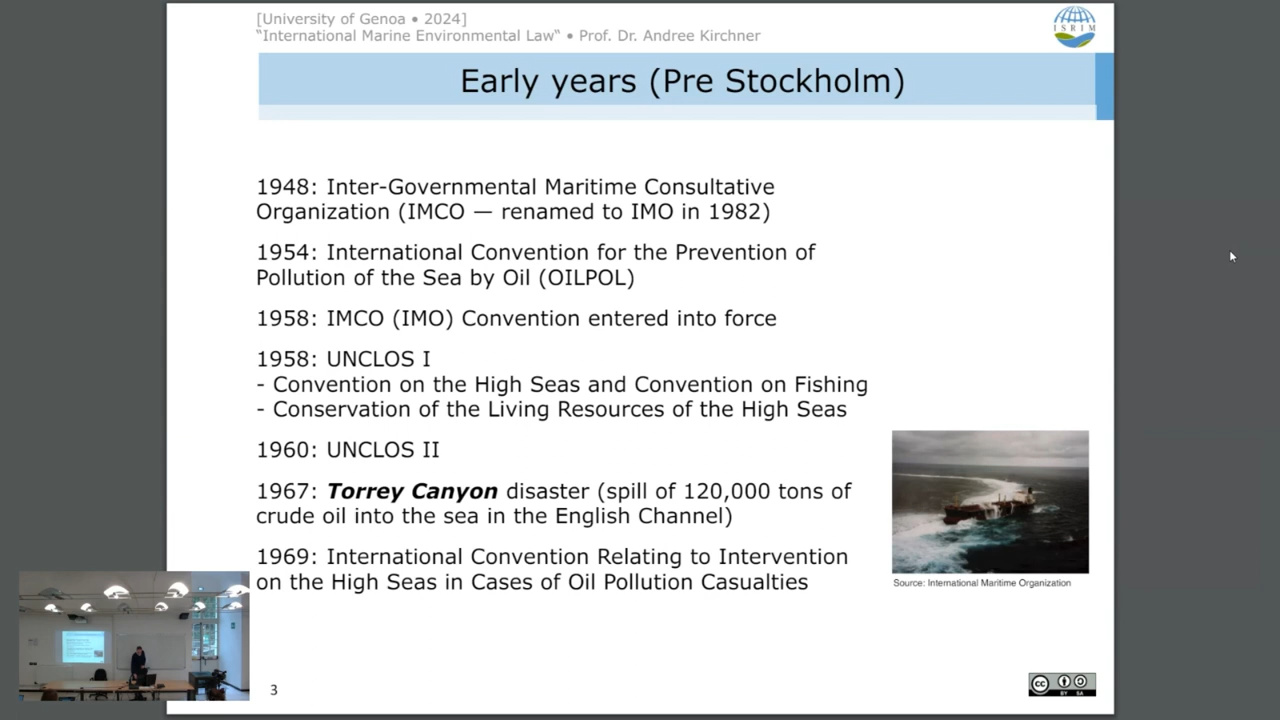 [University of Genoa • 2024]
“International Marine Environmental Law“ • Prof. Dr. Andree Kirchner
ISRIM
Early years (Pre Stockholm)
1948: Inter-Governmental Maritime Consultative
Organization (IMCO — renamed to IMO in 1982)
1954: International Convention for the Prevention of
Pollution of the Sea by Oil (OILPOL)
1958: IMCO (IMO) Convention entered into force
1958: UNCLOS I
- Convention on the High Seas and Convention on Fishing
- Conservation of the Living Resources of the High Seas
1960: UNCLOS II
1967: Torrey Canyon disaster (spill of 120,000 tons of
crude oil into the sea in the English Channel)
1969: International Convention Relating to Intervention
on the High Seas in Cases of Oil Pollution Casualties
Source: International Maritime Organization
3
cc
BY SA